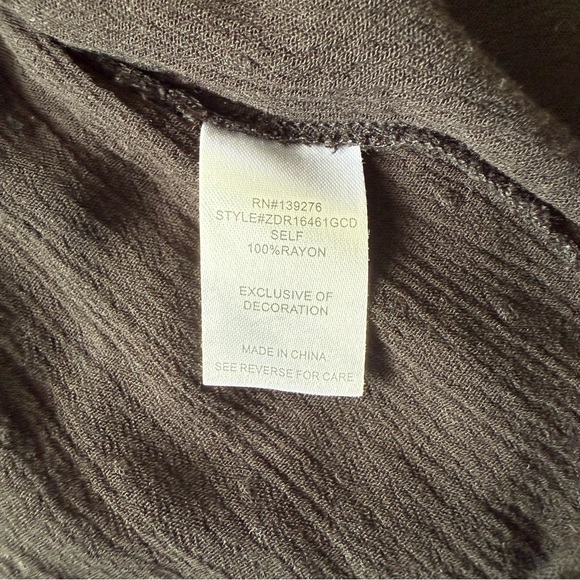 RN#139276
STYLE#ZDR16461GCD
SELF
100%RAYON
EXCLUSIVE OF
DECORATION
MADE IN CHINA
SEE REVERSE FOR CARE